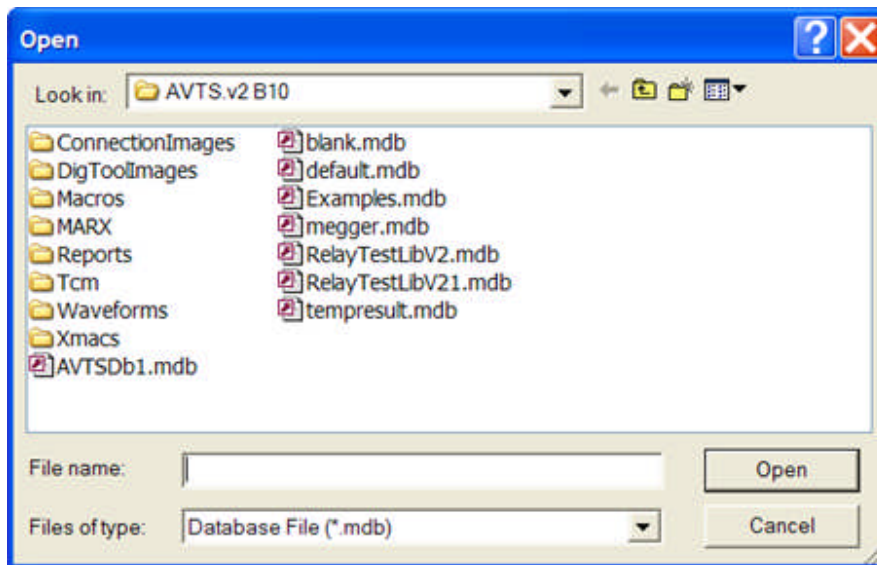 Open
Look in: AVTS.v2 B10
ConnectionImages
DigToolImages
Macros
MARX
Reports
Tcm
Waveforms
Xmacs
AVTSDb1.mdb
blank.mdb
default.mdb
Examples.mdb
megger.mdb
RelayTestLibV2.mdb
RelayTestLibV21.mdb
tempresult.mdb
File name:
Open
Files of type: Database File (*.mdb)
Cancel